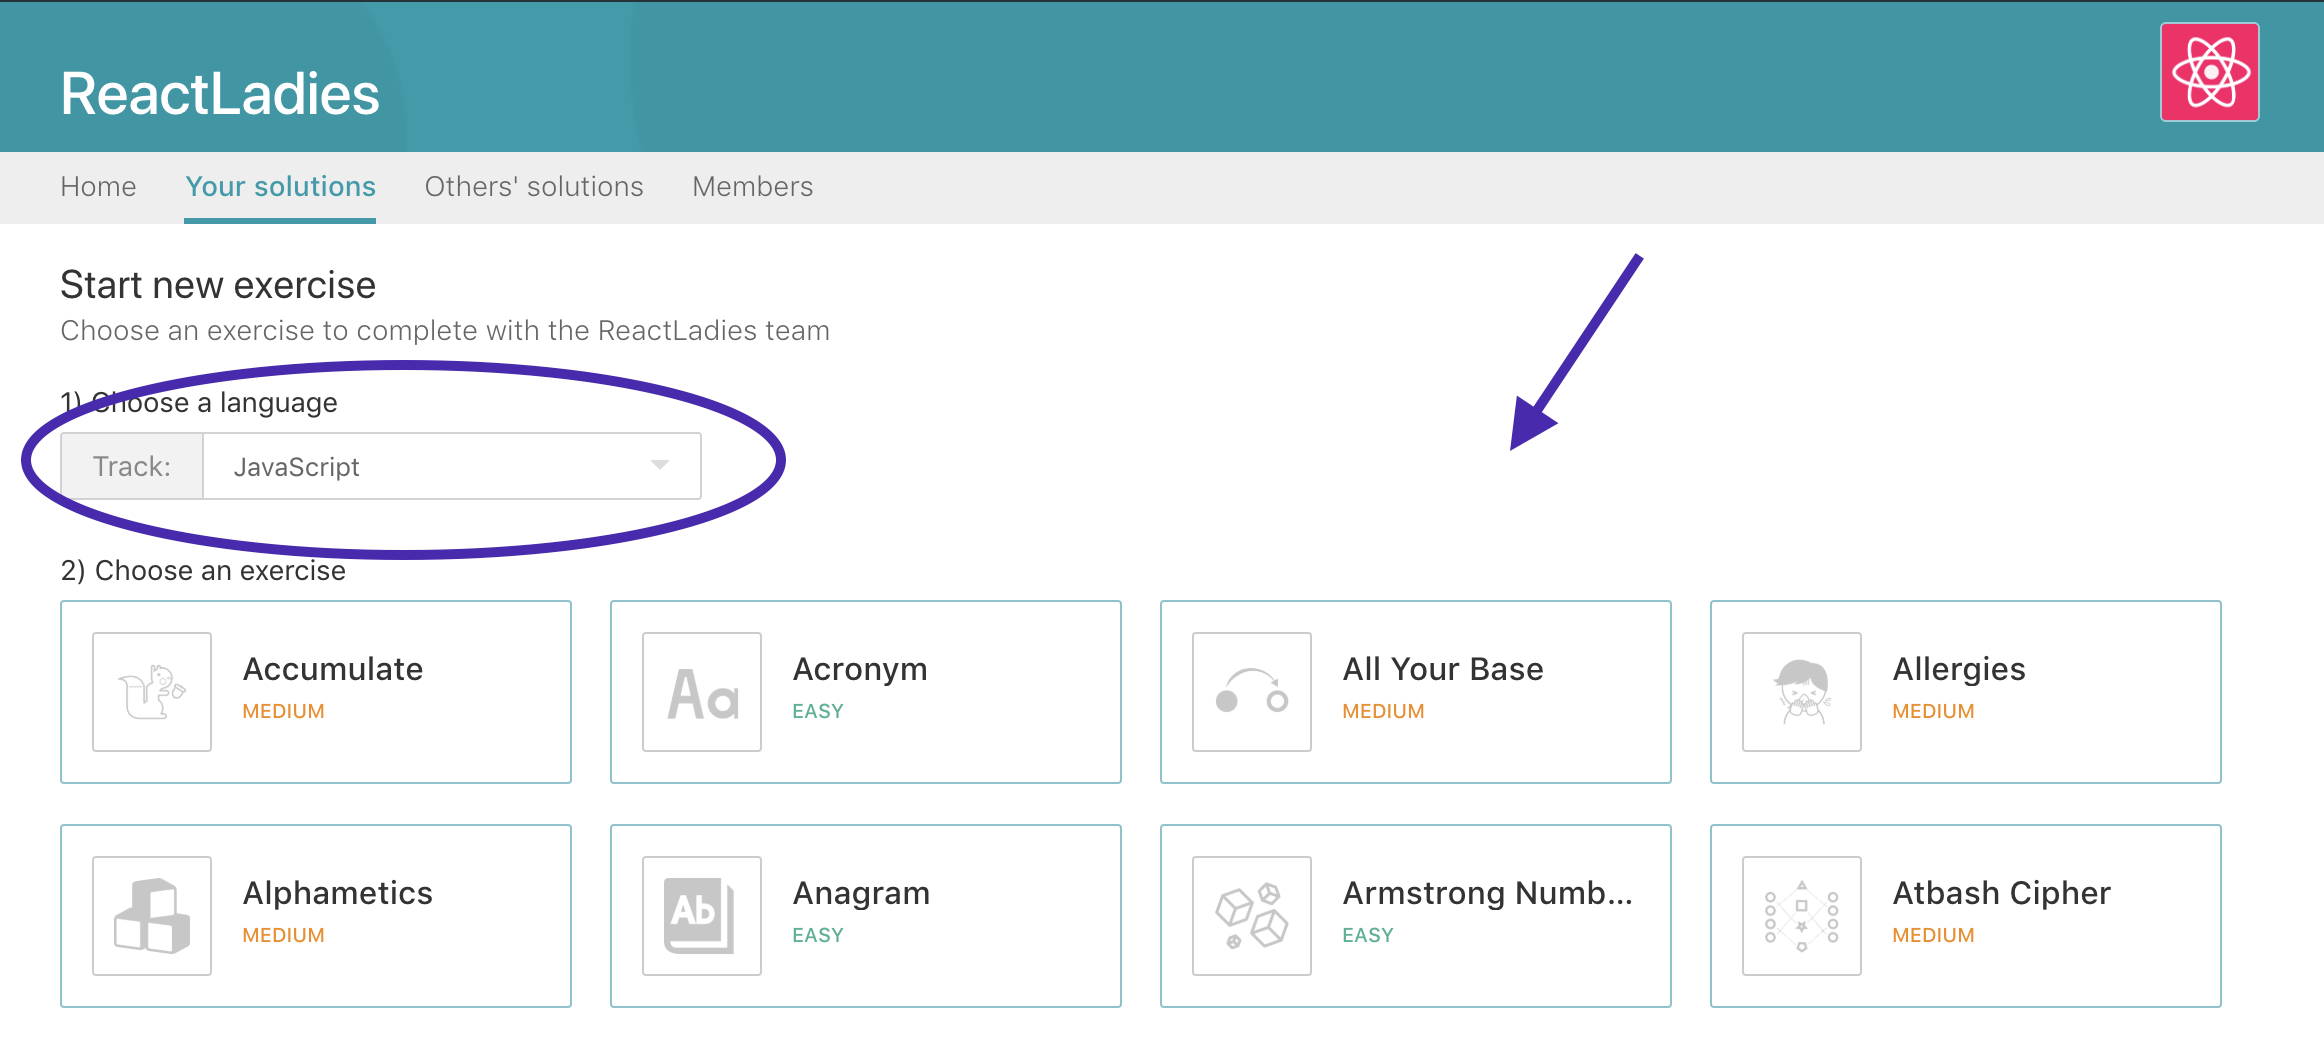 ReactLadies
Home Your solutions Others' solutions Members
Start new exercise
Choose an exercise to complete with the ReactLadies team
1) Choose a language
Track: JavaScript
2) Choose an exercise
Accumulate
MEDIUM
Aa
Acronym
EASY
All Your Base
MEDIUM
Allergies
MEDIUM
Alphametics
MEDIUM
Ab
Anagram
EASY
Armstrong Numb...
EASY
Atbash Cipher
MEDIUM